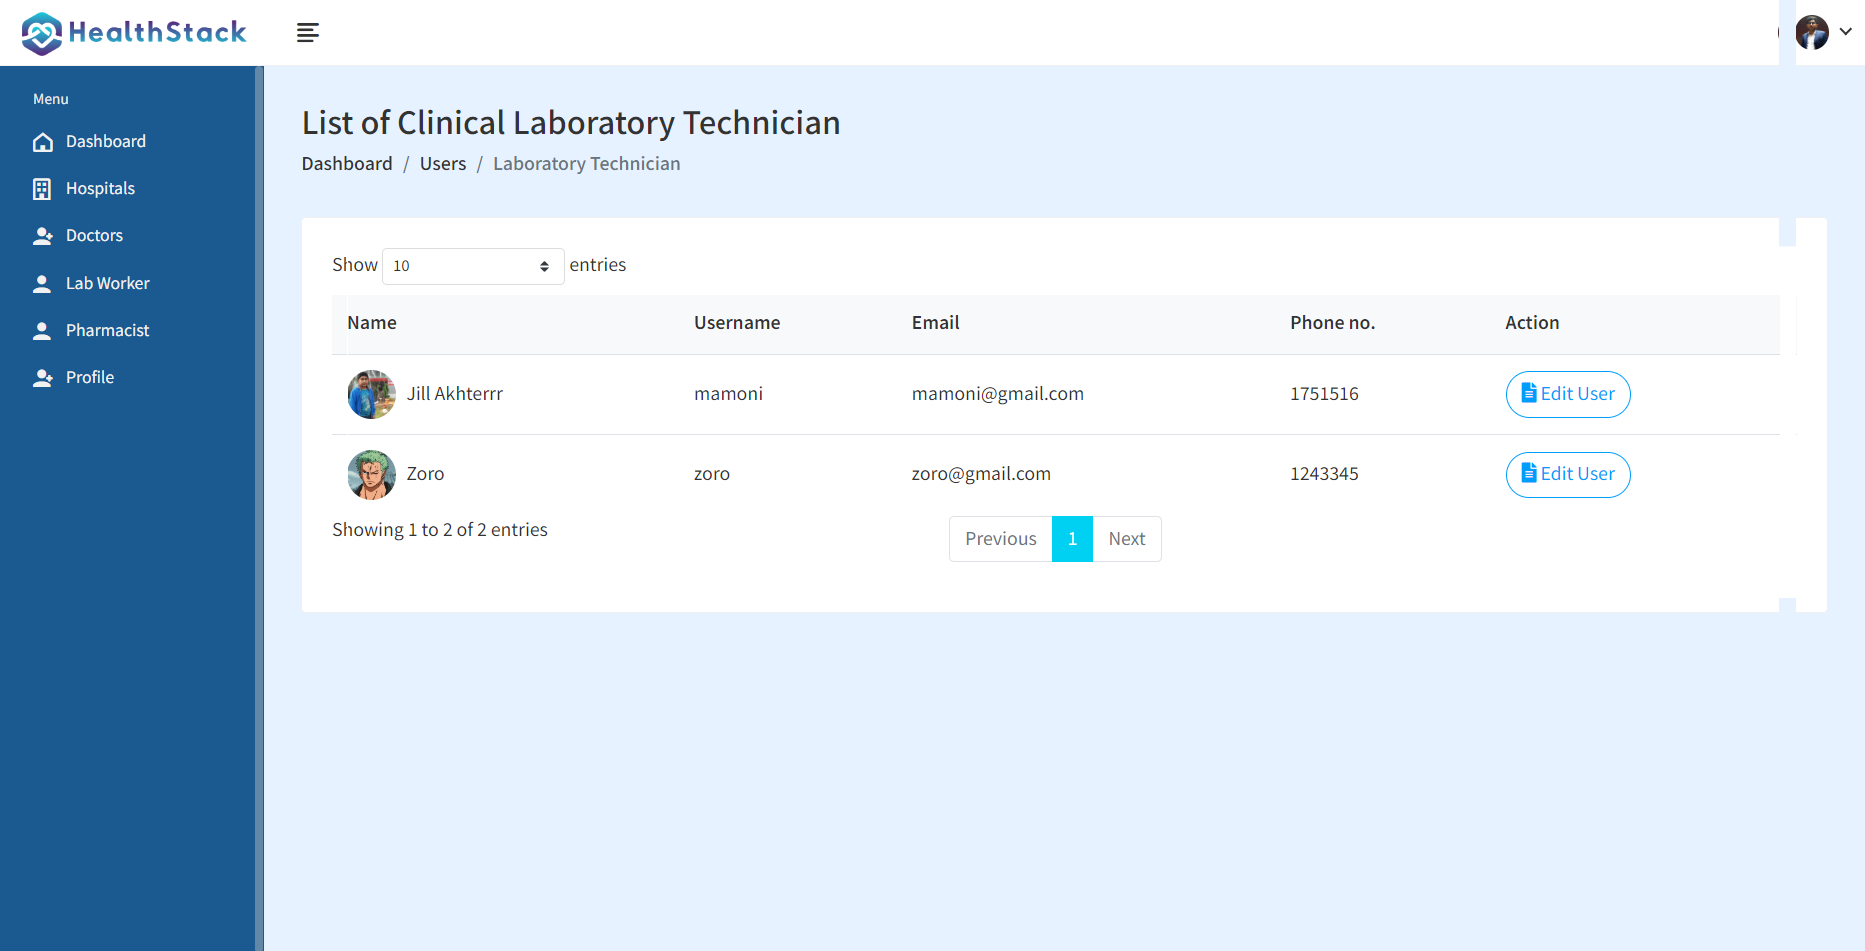 HealthStack
Menu
Dashboard
Hospitals
Doctors
Lab Worker
Pharmacist
Profile
List of Clinical Laboratory Technician
Dashboard / Users / Laboratory Technician
Show 10 entries
Name Username Email Phone no. Action
Jill Akhterrr mamoni mamoni@gmail.com 1751516 Edit User
Zoro zoro zoro@gmail.com 1243345 Edit User
Showing 1 to 2 of 2 entries
Previous 1 Next